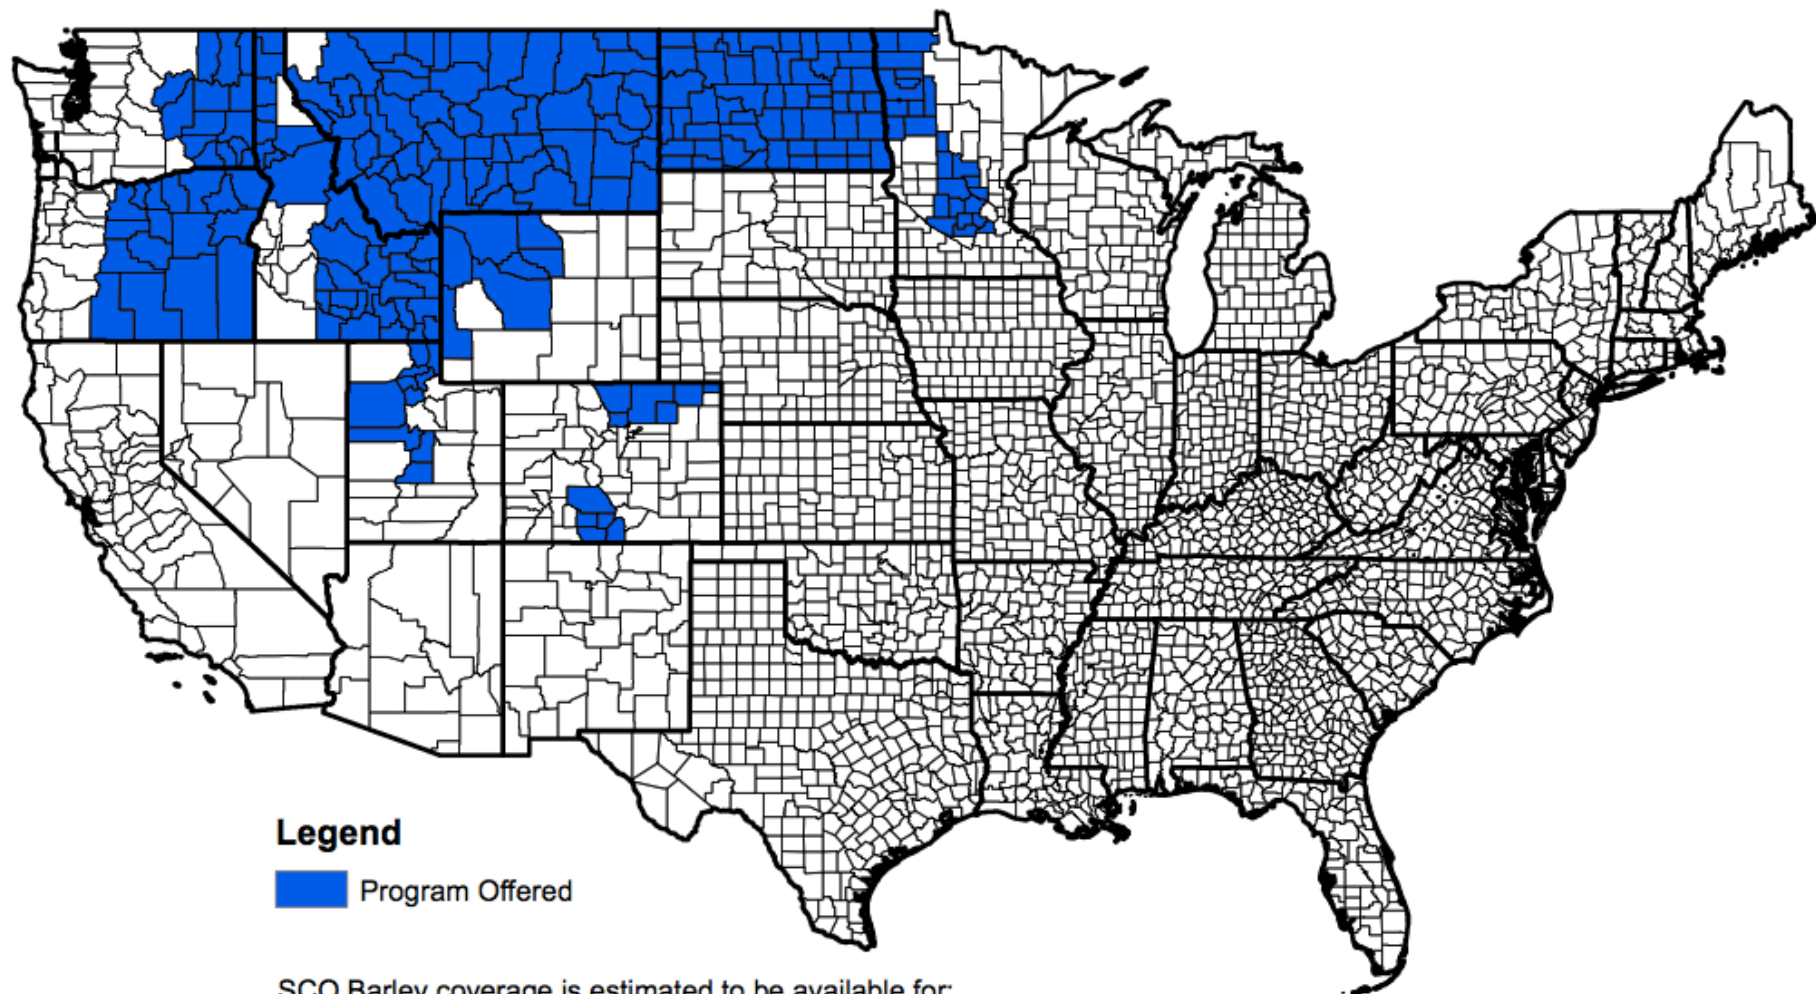 Legend
Program Offered
SCO Barley coverage is estimated to be available for: